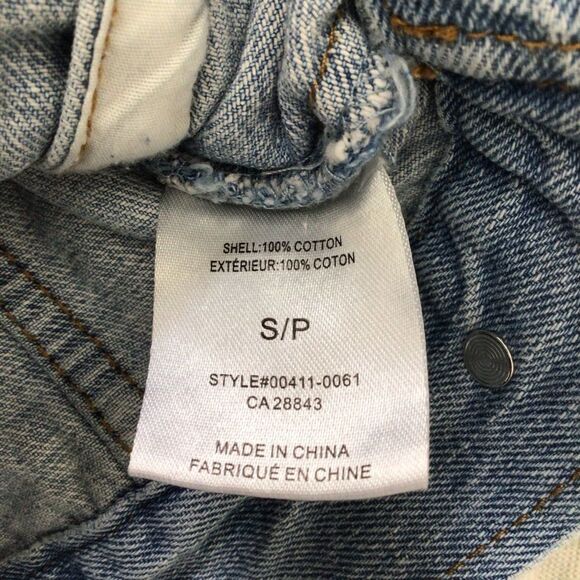 SHELL:100% COTTON
EXTÉRIEUR:100% COTON
S/P
STYLE#00411-0061
CA 28843
MADE IN CHINA
FABRIQUÉ EN CHINE